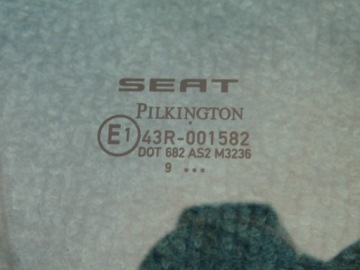 SEAT
PILKINGTON
E1 43R-001582
DOT 682 AS2 M3236
9 ...